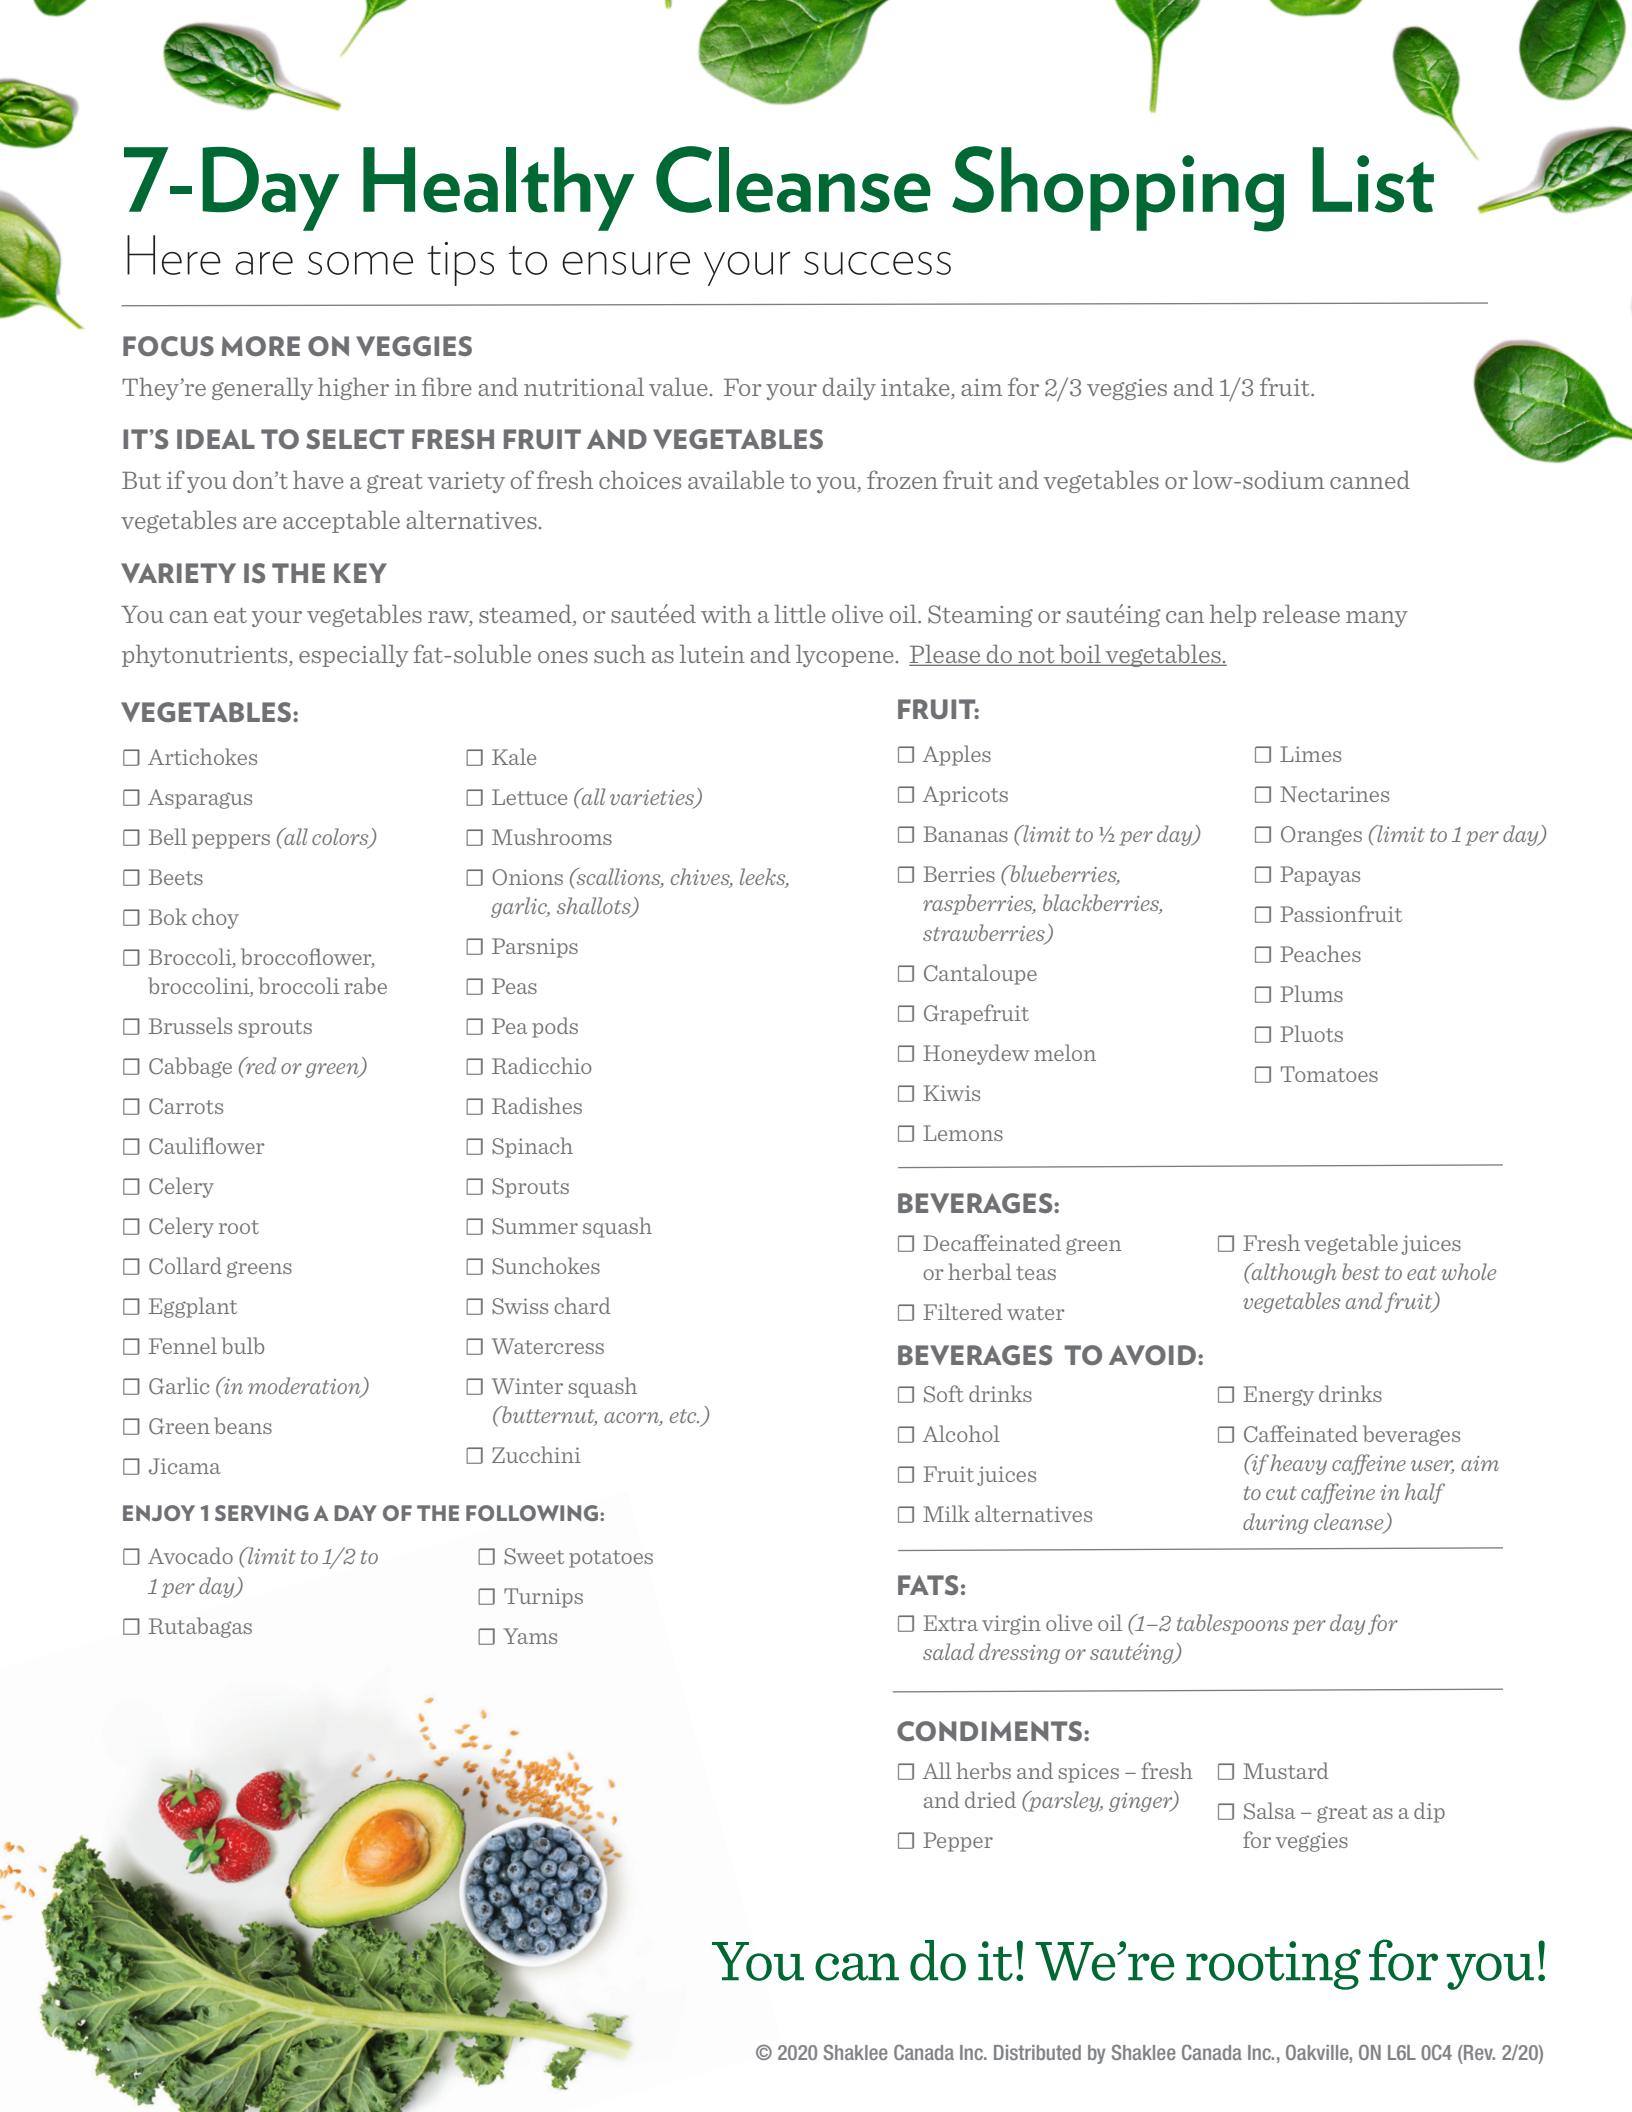 7-Day Healthy Cleanse Shopping List
Here are some tips to ensure your success
FOCUS MORE ON VEGGIES
They’re generally higher in fibre and nutritional value.  For your daily intake, aim for 2/3 veggies and 1/3 fruit.
IT’S IDEAL TO SELECT FRESH FRUIT AND VEGETABLES
But if you don’t have a great variety of fresh choices available to you, frozen fruit and vegetables or low-sodium canned
vegetables are acceptable alternatives.
VARIETY IS THE KEY
You can eat your vegetables raw, steamed, or sautéed with a little olive oil. Steaming or sautéing can help release many
phytonutrients, especially fat-soluble ones such as lutein and lycopene.  Please do not boil vegetables.
VEGETABLES:
❒ Artichokes
❒ Asparagus
❒ Bell peppers (all colors)
❒ Beets
❒ Bok choy
❒ Broccoli, broccoflower,
broccolini, broccoli rabe
❒ Brussels sprouts
❒ Cabbage (red or green)
❒ Carrots
❒ Cauliflower
❒ Celery
❒ Celery root
❒ Collard greens
❒ Eggplant
❒ Fennel bulb
❒ Garlic (in moderation)
❒ Green beans
❒ Jicama
❒ Kale
❒ Lettuce (all varieties)
❒ Mushrooms
❒ Onions (scallions, chives, leeks,
garlic, shallots)
❒ Parsnips
❒ Peas
❒ Pea pods
❒ Radicchio
❒ Radishes
❒ Spinach
❒ Sprouts
❒ Summer squash
❒ Sunchokes
❒ Swiss chard
❒ Watercress
❒ Winter squash
(butternut, acorn, etc.)
❒ Zucchini
ENJOY 1 SERVING A DAY OF THE FOLLOWING:
❒ Avocado (limit to 1/2 to
1 per day)
❒ Rutabagas
❒ Sweet potatoes
❒ Turnips
❒ Yams
FRUIT:
❒ Apples
❒ Apricots
❒ Bananas (limit to ½ per day)
❒ Berries (blueberries,
raspberries, blackberries,
strawberries)
❒ Cantaloupe
❒ Grapefruit
❒ Honeydew melon
❒ Kiwis
❒ Lemons
❒ Limes
❒ Nectarines
❒ Oranges (limit to 1 per day)
❒ Papayas
❒ Passionfruit
❒ Peaches
❒ Plums
❒ Pluots
❒ Tomatoes
BEVERAGES:
❒ Decaffeinated green
or herbal teas
❒ Filtered water
❒ Fresh vegetable juices
(although best to eat whole
vegetables and fruit)
BEVERAGES  TO AVOID:
❒ Soft drinks
❒ Alcohol
❒ Fruit juices
❒ Milk alternatives
❒ Energy drinks
❒ Caffeinated beverages
(if heavy caffeine user, aim
to cut caffeine in half
during cleanse)
FATS:
❒ Extra virgin olive oil (1–2 tablespoons per day for
salad dressing or sautéing)
CONDIMENTS:
❒ All herbs and spices – fresh
and dried (parsley, ginger)
❒ Pepper
❒ Mustard
❒ Salsa – great as a dip
for veggies
You can do it! We’re rooting for you!
© 2020 Shaklee Canada Inc. Distributed by Shaklee Canada Inc., Oakville, ON L6L 0C4 (Rev. 2/20)